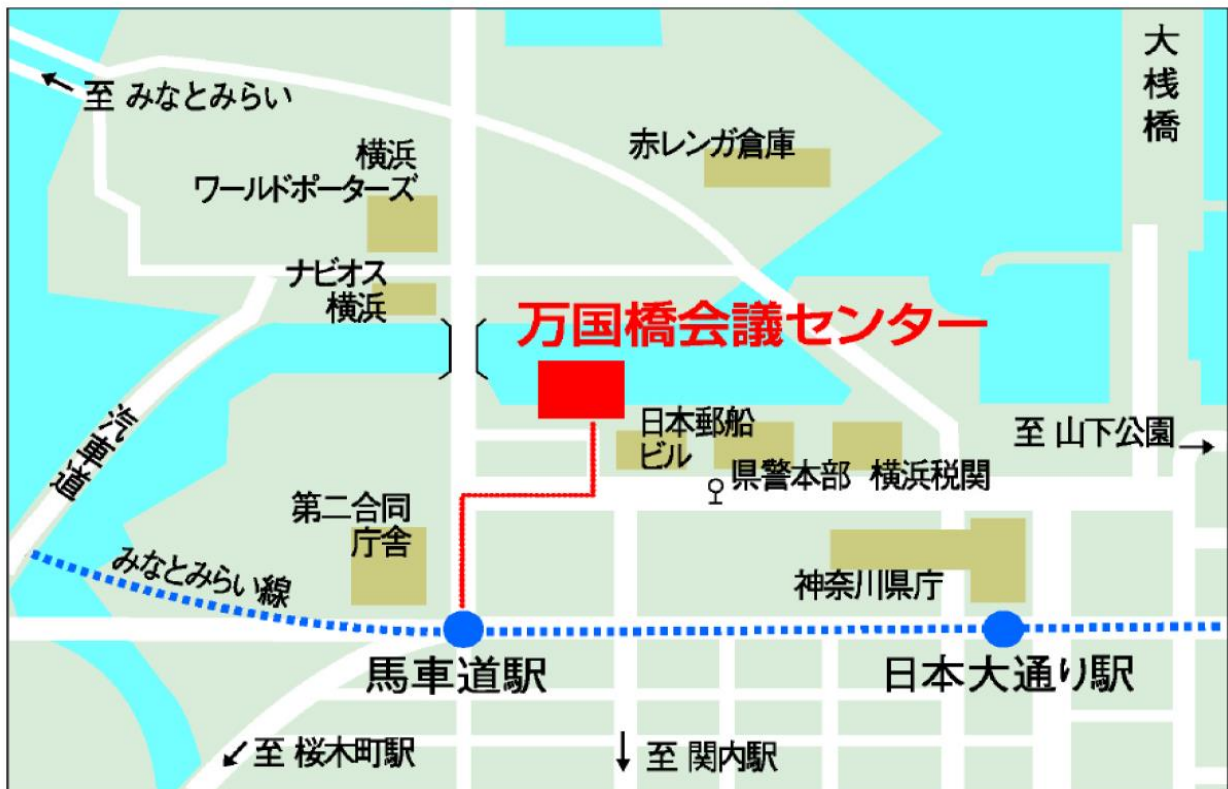 大桟橋
至 みなとみらい
横浜
ワールドポーターズ
赤レンガ倉庫
ナビオス
横浜
万国橋会議センター
汽車道
日本郵船
ビル
至 山下公園
県警本部
横浜税関
第二合同
庁舎
みなとみらい線
神奈川県庁
馬車道駅
日本大通り駅
至 桜木町駅
至 関内駅